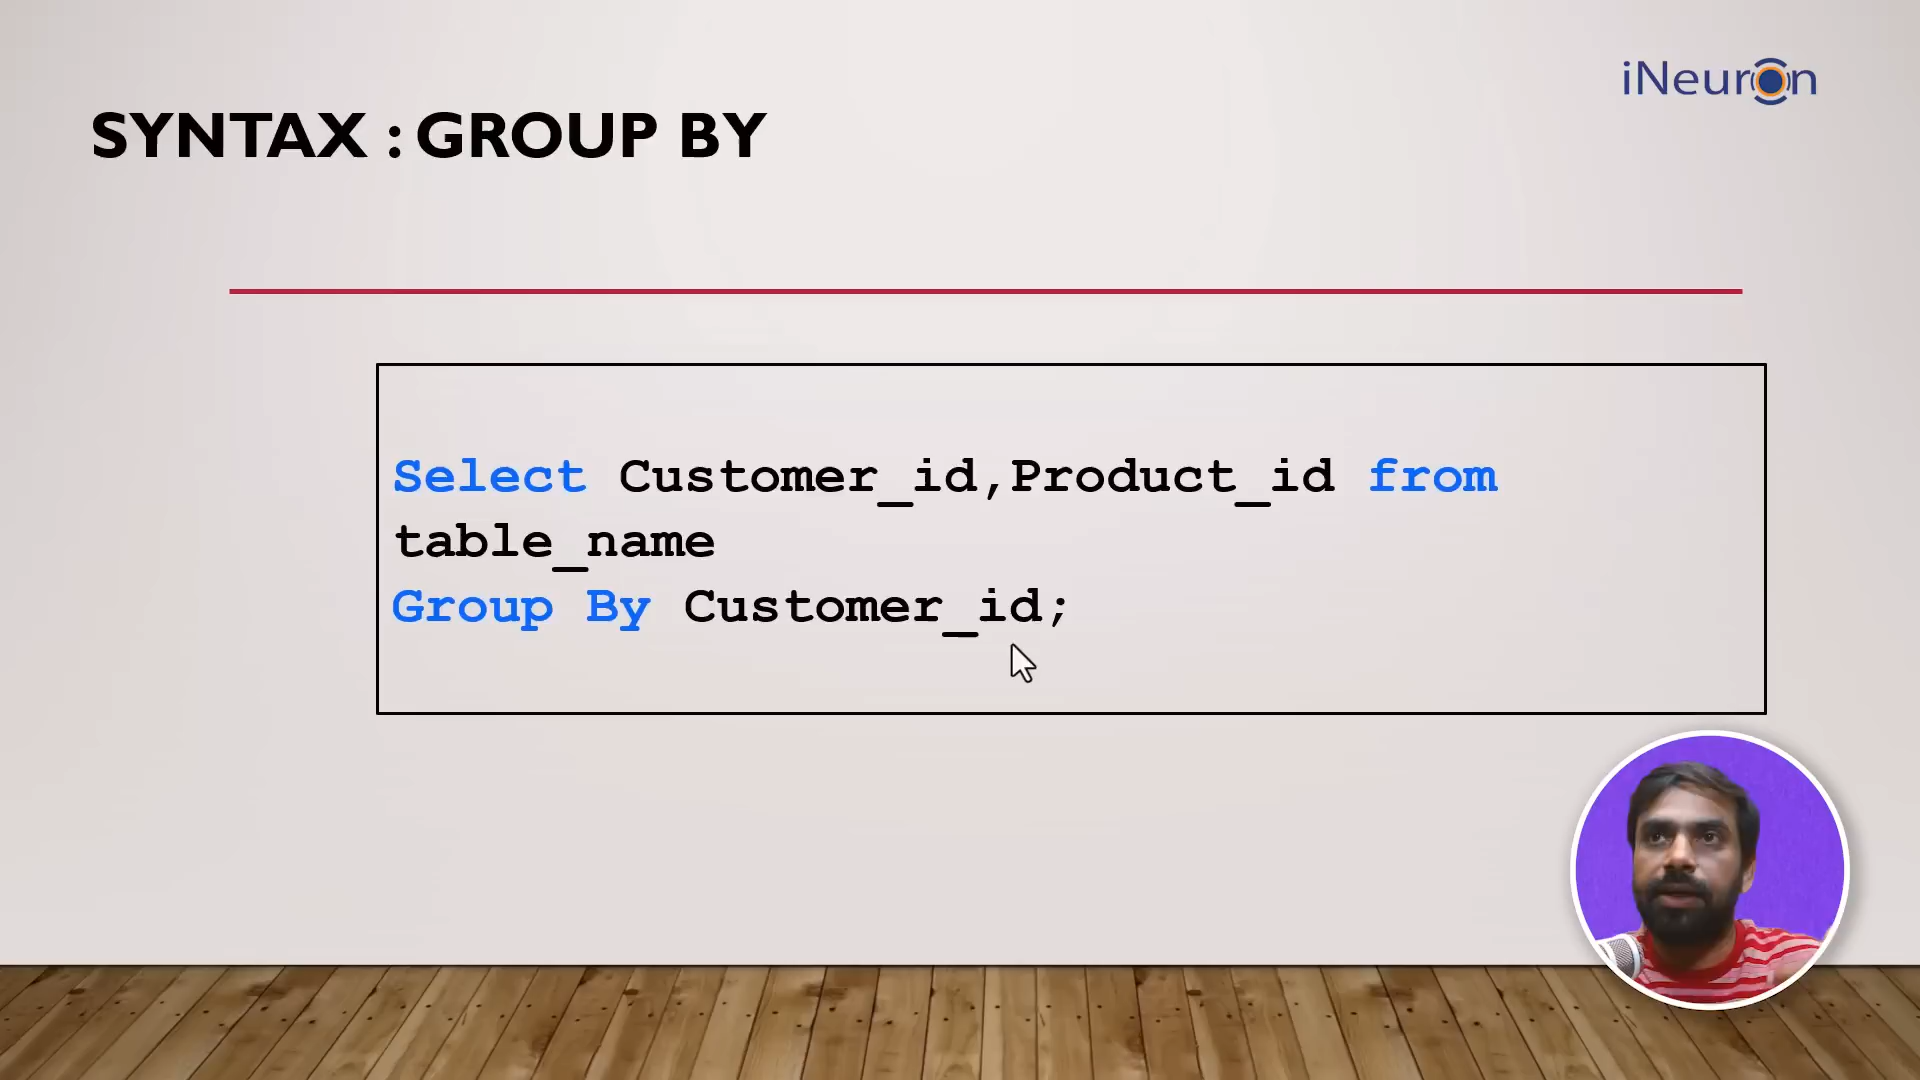 iNeuron
SYNTAX : GROUP BY
Select Customer_id,Product_id from
table_name
Group By Customer_id;